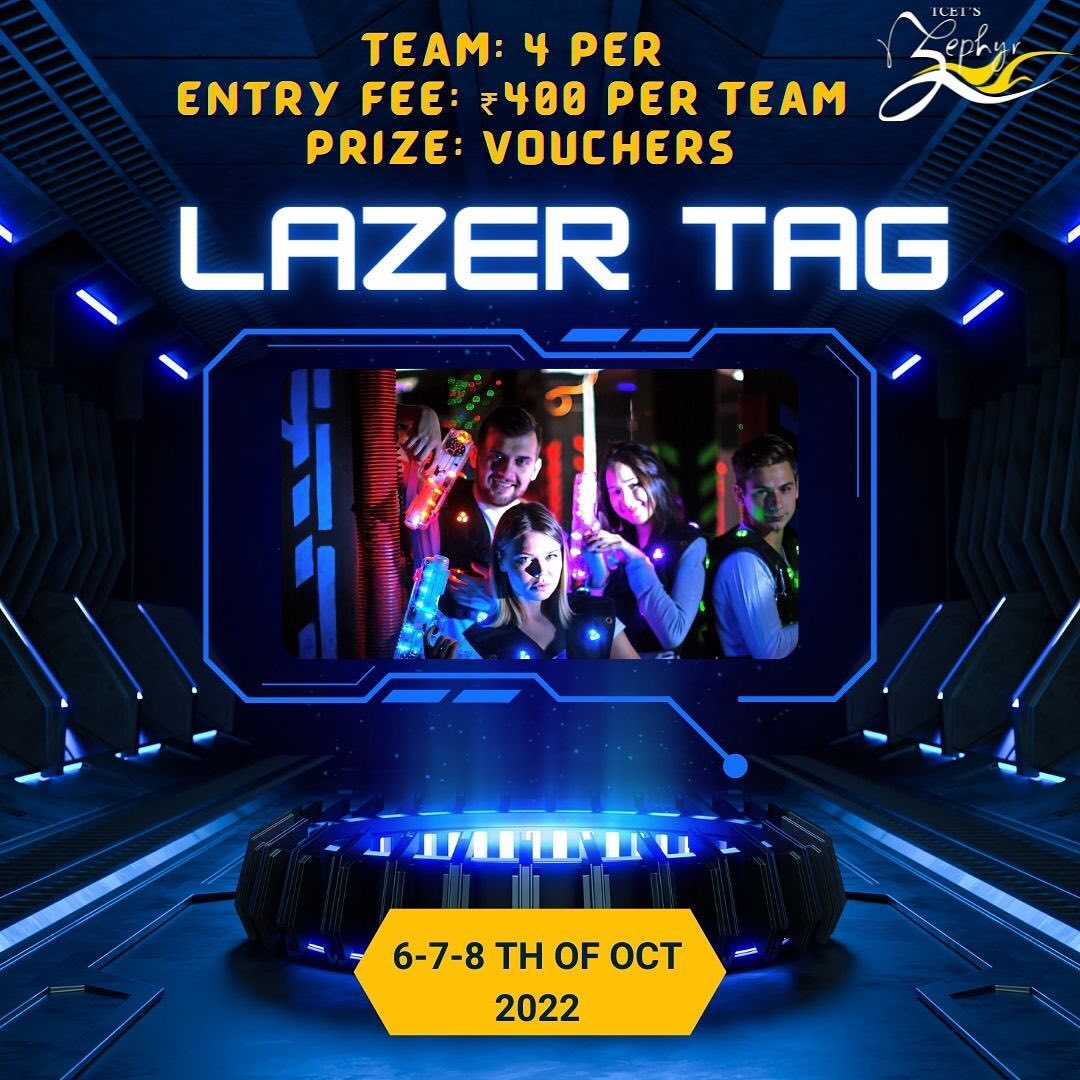 TCET'S
Zephyr
TEAM: 4 PER
ENTRY FEE: ₹400 PER TEAM
PRIZE: VOUCHERS
LAZER TAG
6-7-8 TH OF OCT
2022